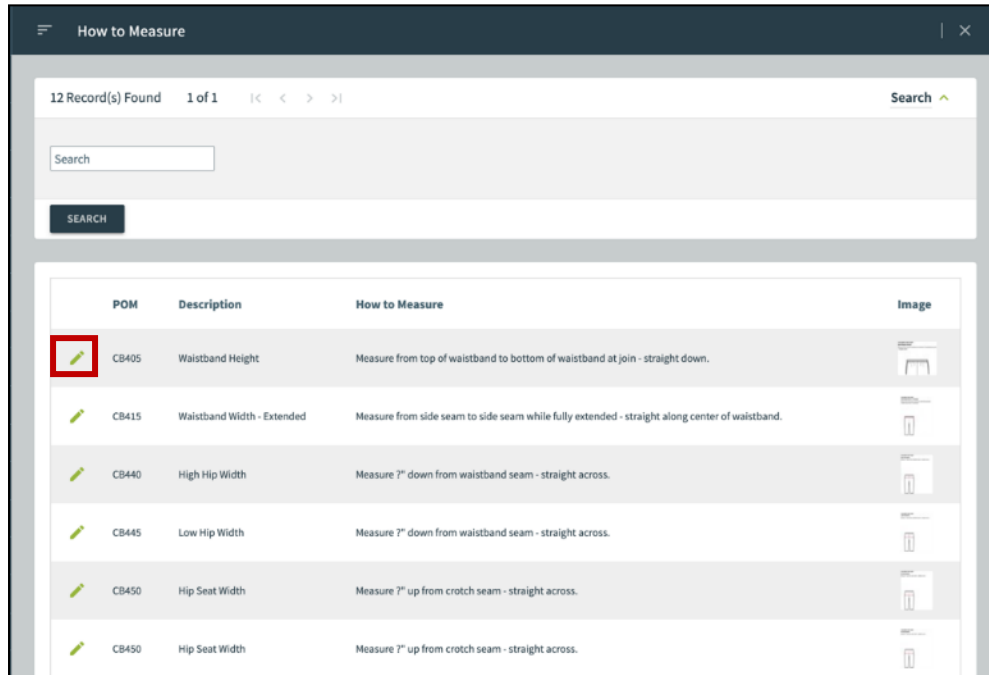 How to Measure
12 Record(s) Found 1 of 1 Search
Search
SEARCH
POM Description How to Measure Image
CB405 Waistband Height Measure from top of waistband to bottom of waistband at join - straight down.
CB415 Waistband Width - Extended Measure from side seam to side seam while fully extended - straight along center of waistband.
CB440 High Hip Width Measure ?" down from waistband seam - straight across.
CB445 Low Hip Width Measure ?" down from waistband seam - straight across.
CB450 Hip Seat Width Measure ?" up from crotch seam - straight across.
CB450 Hip Seat Width Measure ?" up from crotch seam - straight across.